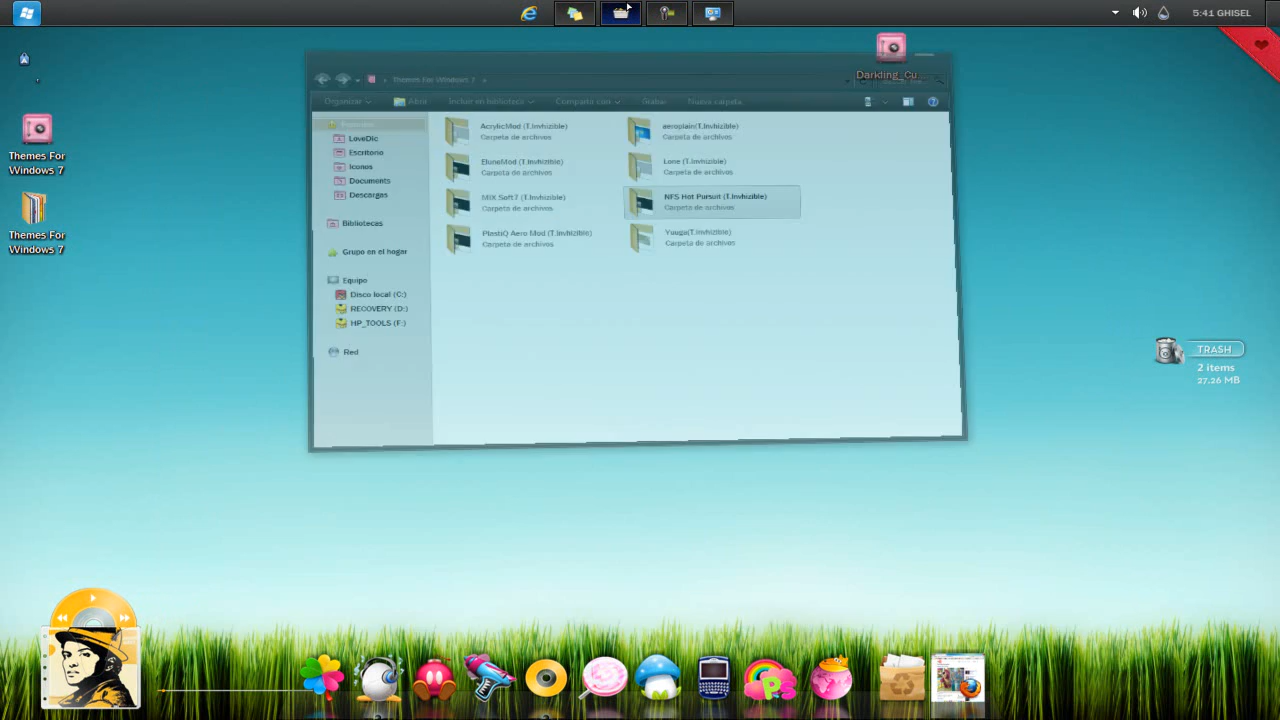 5:41 GHISEL
Themes For
Windows 7
Themes For
Windows 7
Darkling_Cu...
Themes For Windows 7
Organizar
Abrir
Incluir en biblioteca
Compartir con
Grabar
Nueva carpeta
LoveDic
Escritorio
Iconos
Documents
Descargas
Bibliotecas
Grupo en el hogar
Equipo
Disco local (C:)
RECOVERY (D:)
HP_TOOLS (F:)
Red
AcrylicMod (T.Invhizible)
Carpeta de archivos
aeroplain(T.Invhizible)
Carpeta de archivos
EluneMod (T.Invhizible)
Carpeta de archivos
Lone (T.Invhizible)
Carpeta de archivos
MiX Soft7 (T.Invhizible)
Carpeta de archivos
NFS Hot Pursuit (T.Invhizible)
Carpeta de archivos
PlastiQ Aero Mod (T.Invhizible)
Carpeta de archivos
Yuuga(T.Invhizible)
Carpeta de archivos
TRASH
2 items
27.26 MB
PS